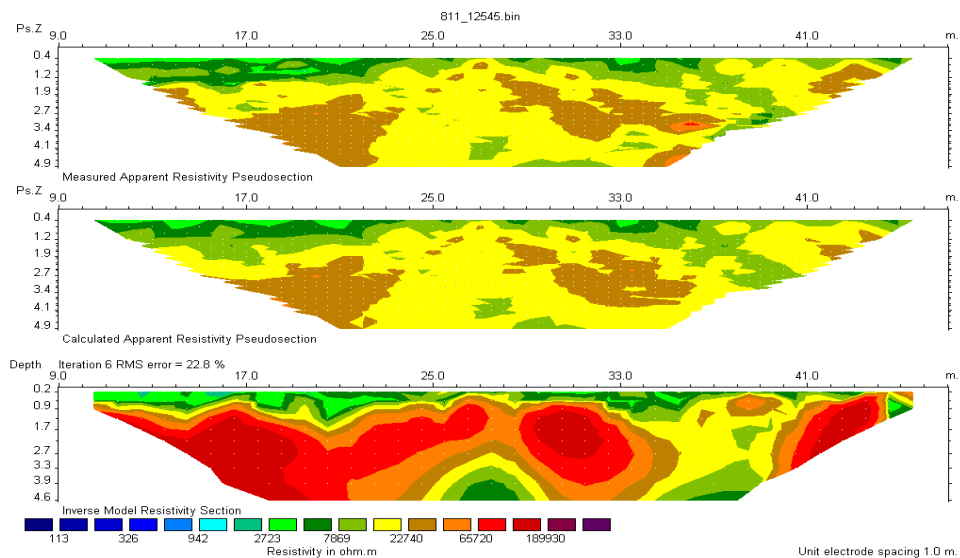 811_12545.bin
Ps.Z
9.0 17.0 25.0 33.0 41.0 m.
0.4
1.2
1.9
2.7
3.4
4.1
4.9
Measured Apparent Resistivity Pseudosection
Ps.Z
9.0 17.0 25.0 33.0 41.0 m.
0.4
1.2
1.9
2.7
3.4
4.1
4.9
Calculated Apparent Resistivity Pseudosection
Depth Iteration 6 RMS error = 22.8 %
9.0 17.0 25.0 33.0 41.0 m.
0.2
0.9
1.7
2.7
3.3
3.9
4.6
Inverse Model Resistivity Section
113 326 942 2723 7869 22740 65720 189930
Resistivity in ohm.m
Unit electrode spacing 1.0 m.